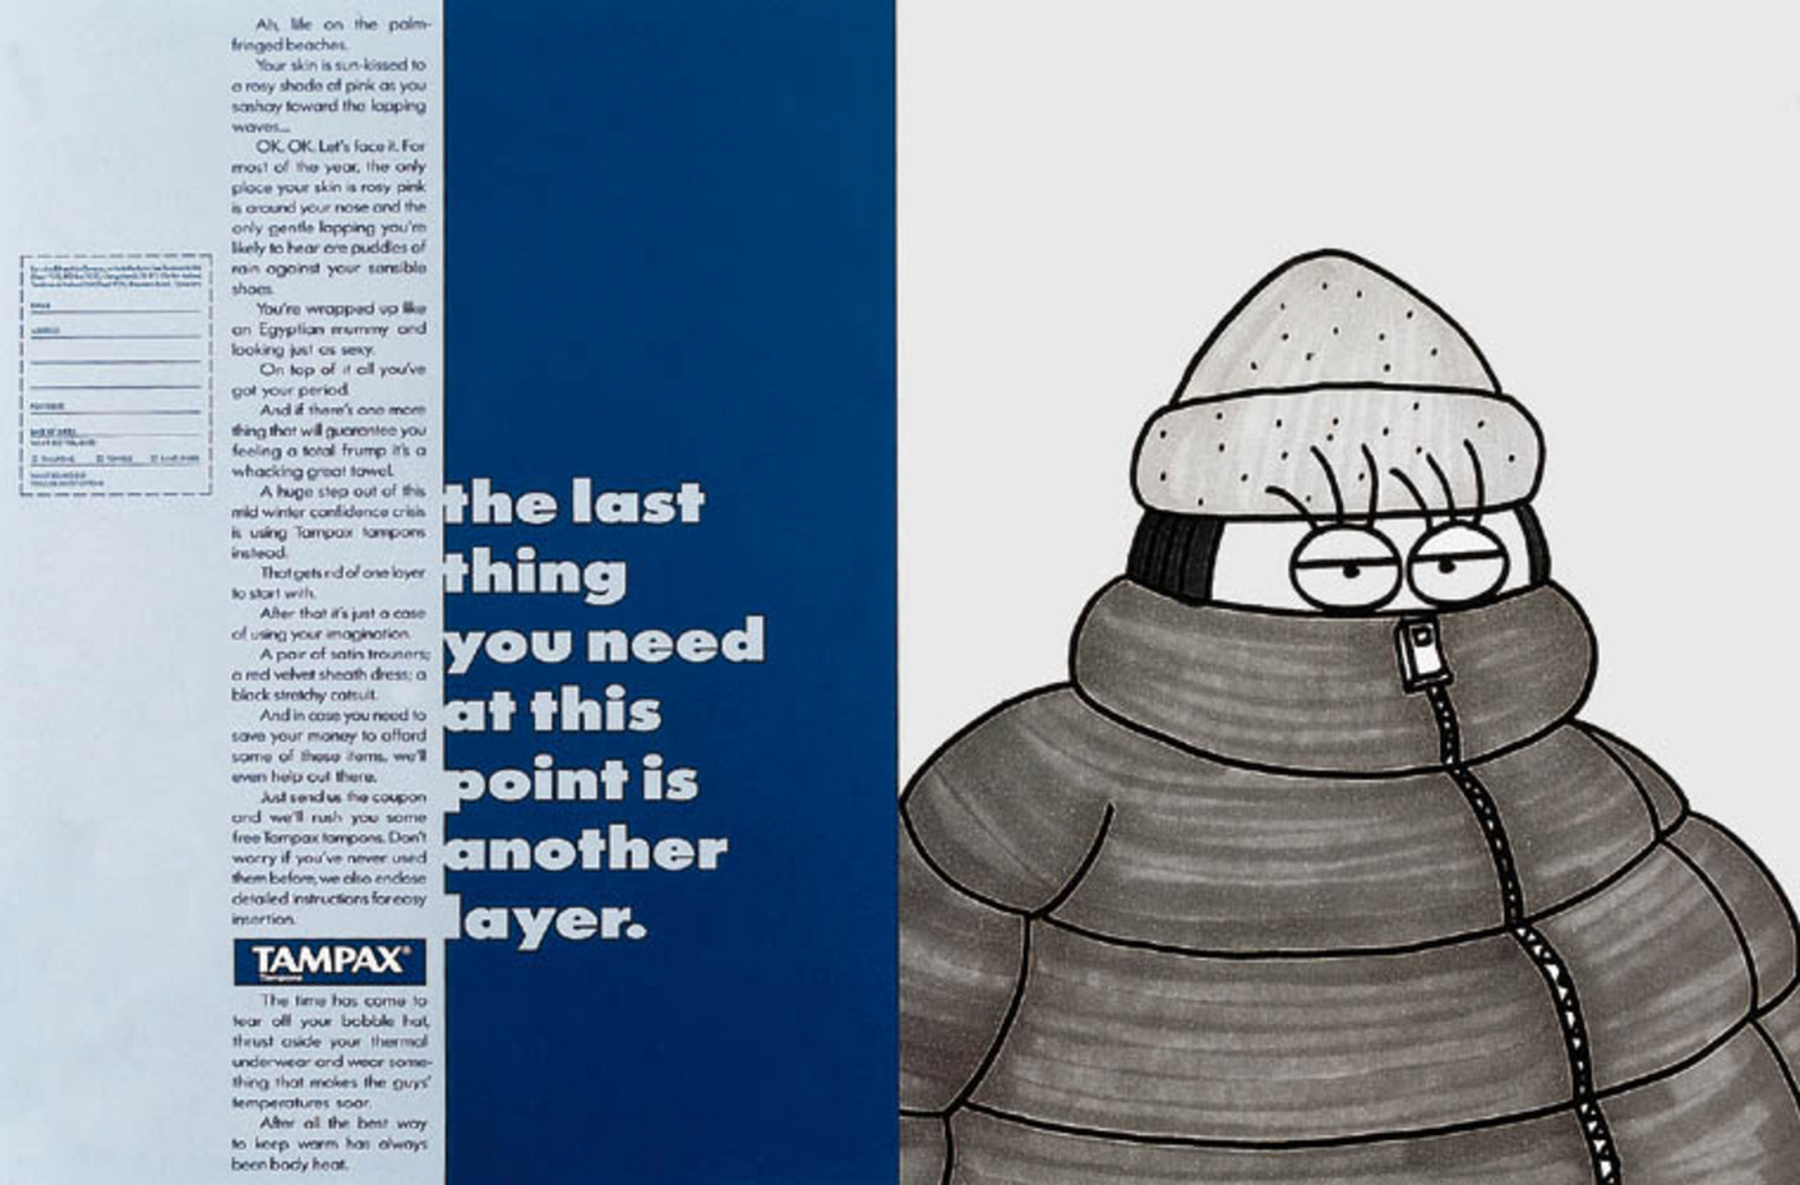 Ah, life on the palm-
fringed beaches.
Your skin is sun-kissed to
a rosy shade of pink as you
sashay toward the lapping
waves...
OK, OK. Let's face it. For
most of the year, the only
place your skin is rosy pink
is around your nose and the
only gentle lapping you're
likely to hear are puddles of
rain against your sensible
shoes.
You're wrapped up like
an Egyptian mummy and
looking just as sexy.
On top of it all you've
got your period.
And if there's one more
thing that will guarantee you
feeling a total frump it's a
whacking great towel.
A huge step out of this
mid winter confidence crisis
is using Tampax tampons
instead.
That gets rid of one layer
to start with.
After that it's just a case
of using your imagination.
A pair of satin trousers;
a red velvet sheath dress; a
black stretchy catsuit.
And in case you need to
save your money to afford
some of these items, we'll
even help out there.
Just send us the coupon
and we'll rush you some
free Tampax tampons. Don't
worry if you've never used
them before, we also enclose
detailed instructions for easy
insertion.
TAMPAX®
The time has come to
tear off your bobble hat,
thrust aside your thermal
underwear and wear some-
thing that makes the guys'
temperatures soar.
After all the best way
to keep warm has always
been body heat.
the last
thing
you need
at this
point is
another
layer.